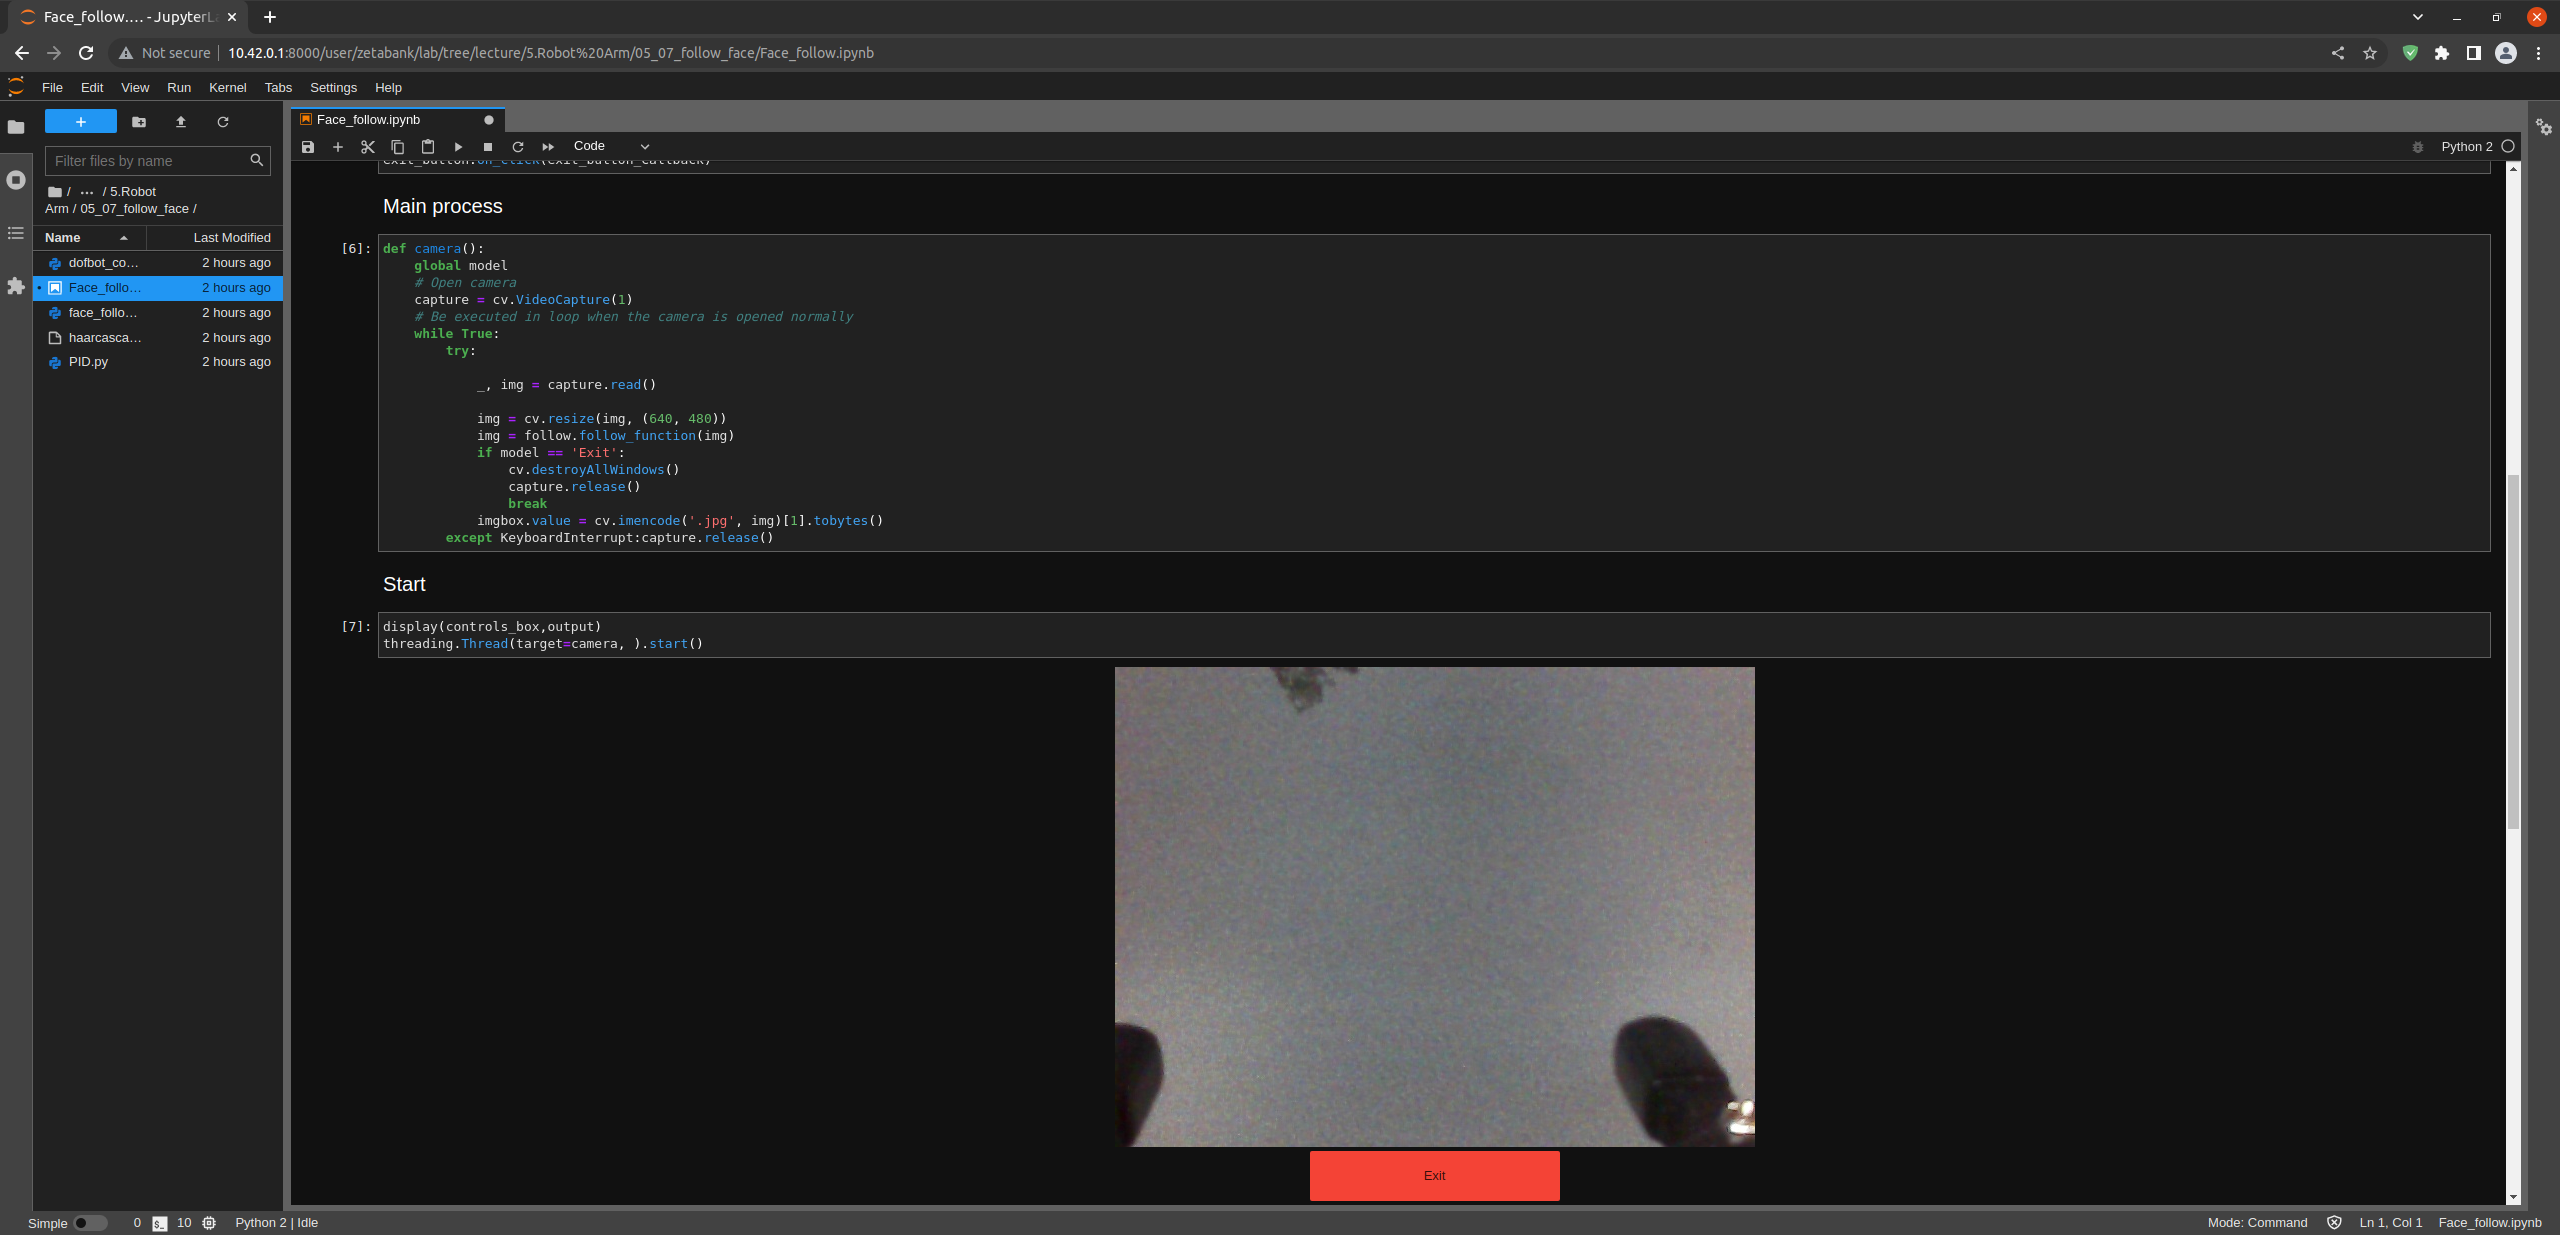 Face_follow.... - JupyterL
Not secure
10.42.0.1:8000/user/zetabank/lab/tree/lecture/5.Robot%20Arm/05_07_follow_face/Face_follow.ipynb
File Edit View Run Kernel Tabs Settings Help
Filter files by name
/ ... / 5.Robot
Arm / 05_07_follow_face /
Name Last Modified
dofbot_co... 2 hours ago
Face_follo... 2 hours ago
face_follo... 2 hours ago
haarcasca... 2 hours ago
PID.py 2 hours ago
Face_follow.ipynb
Code
Python 2
exit_button.on_click(exit_button_callback)
Main process
[6]:
def camera():
    global model
    # Open camera
    capture = cv.VideoCapture(1)
    # Be executed in loop when the camera is opened normally
    while True:
        try:
            _, img = capture.read()
            img = cv.resize(img, (640, 480))
            img = follow.follow_function(img)
            if model == 'Exit':
                cv.destroyAllWindows()
                capture.release()
                break
            imgbox.value = cv.imencode('.jpg', img)[1].tobytes()
        except KeyboardInterrupt:capture.release()
Start
[7]:
display(controls_box,output)
threading.Thread(target=camera, ).start()
Exit
Simple 0 $_ 10 Python 2 | Idle
Mode: Command Ln 1, Col 1 Face_follow.ipynb